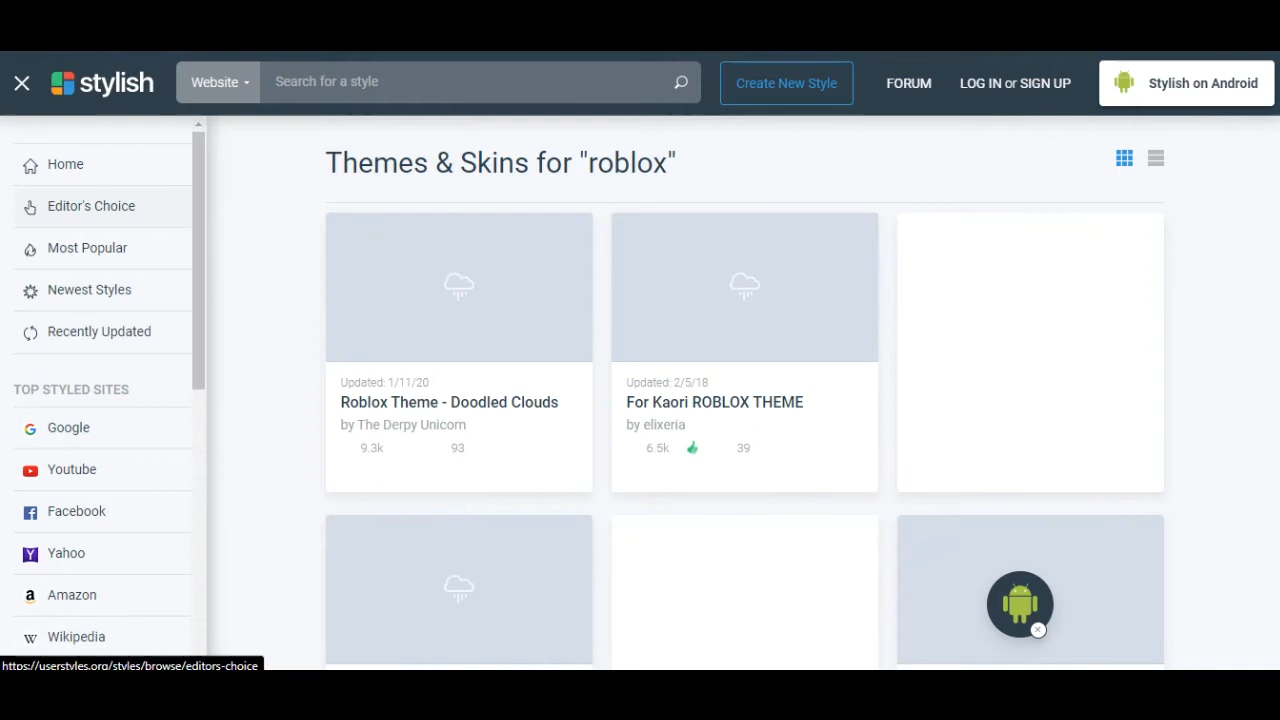 stylish
Website
Search for a style
Create New Style
FORUM
LOG IN or SIGN UP
Stylish on Android
Home
Editor's Choice
Most Popular
Newest Styles
Recently Updated
TOP STYLED SITES
Google
Youtube
Facebook
Yahoo
Amazon
Wikipedia
Themes & Skins for "roblox"
Updated: 1/11/20
Roblox Theme - Doodled Clouds
by The Derpy Unicorn
9.3k 93
Updated: 2/5/18
For Kaori ROBLOX THEME
by elixeria
6.5k 39
https://userstyles.org/styles/browse/editors-choice